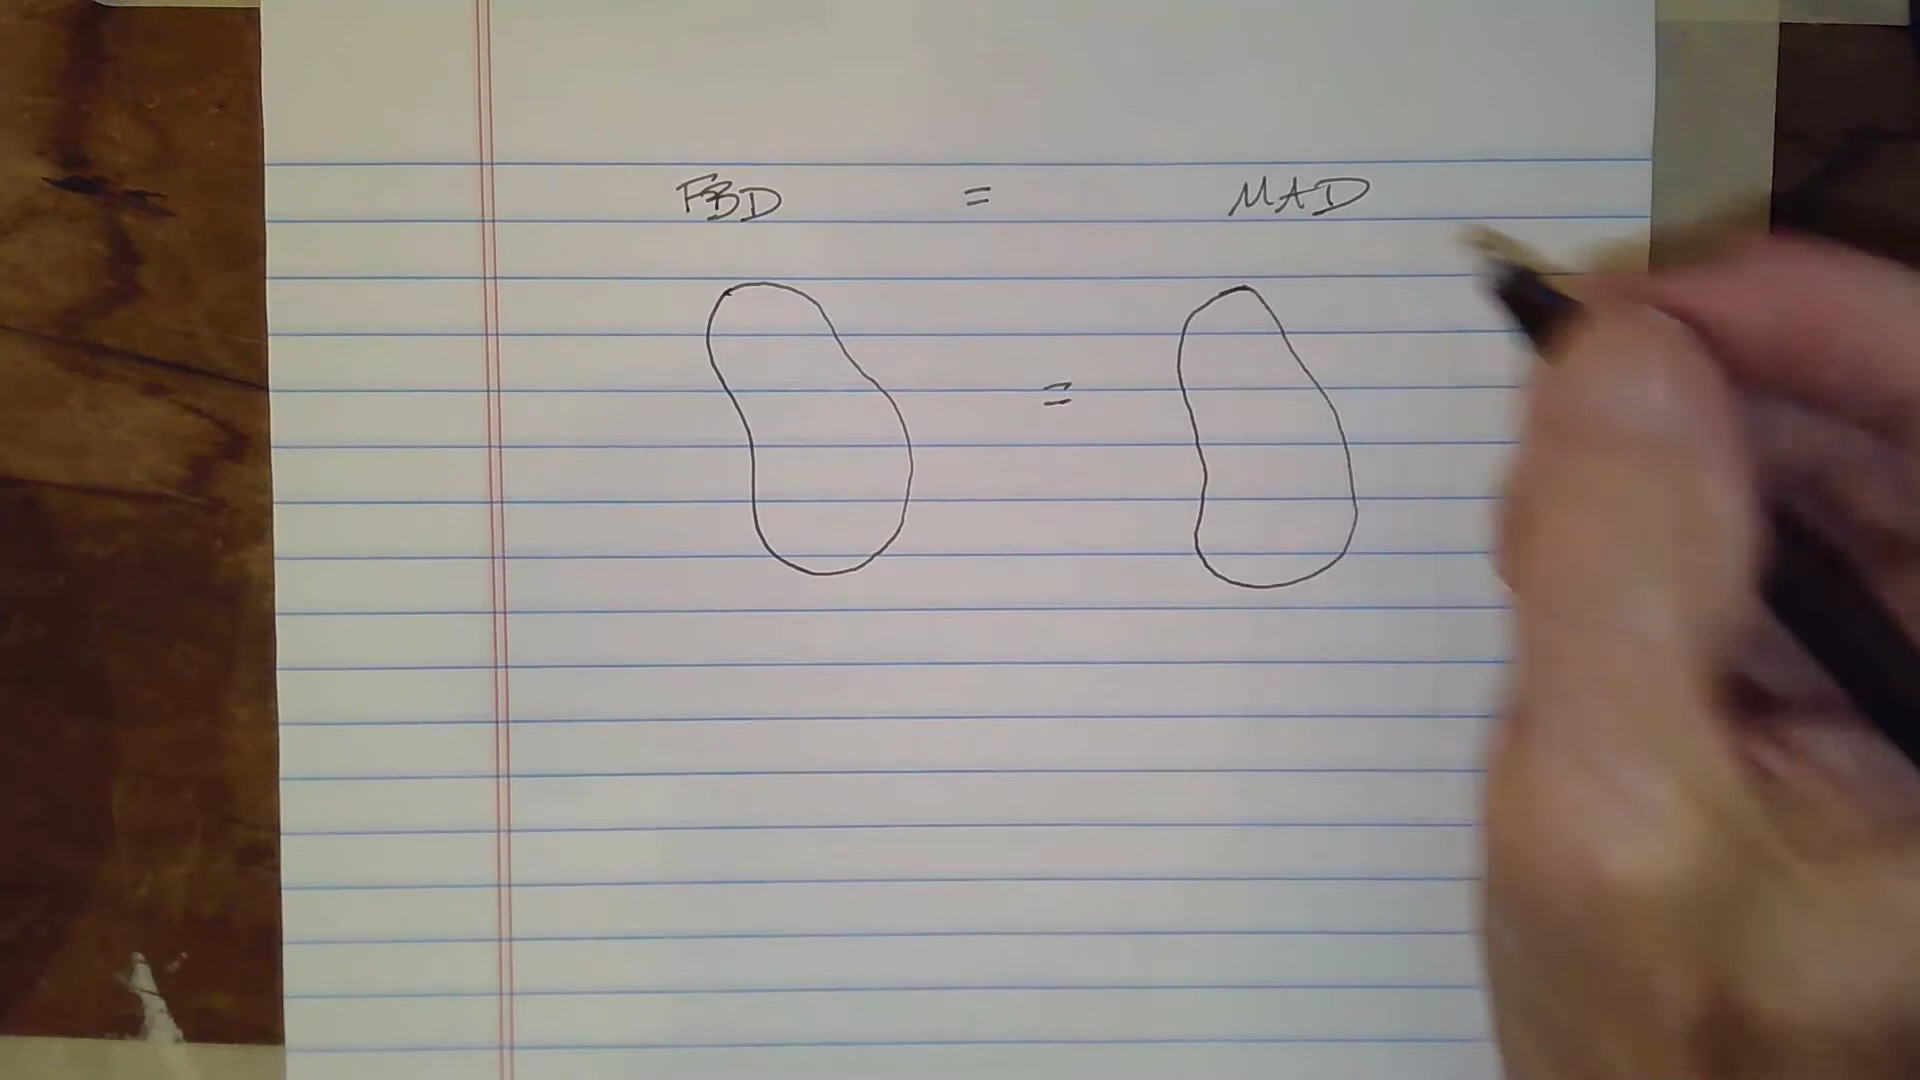 FBD = MAD
=